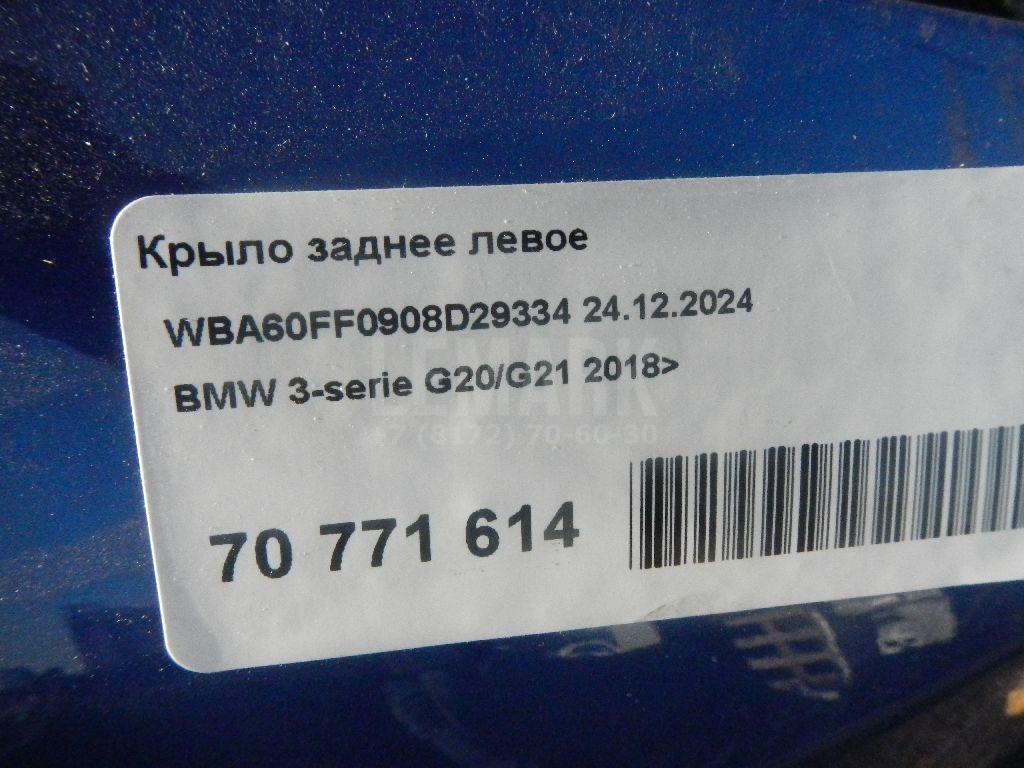 Крыло заднее левое
WBA60FF0908D29334 24.12.2024
BMW 3-serie G20/G21 2018>
LEMARK
+7 (8172) 70-60-30
70 771 614